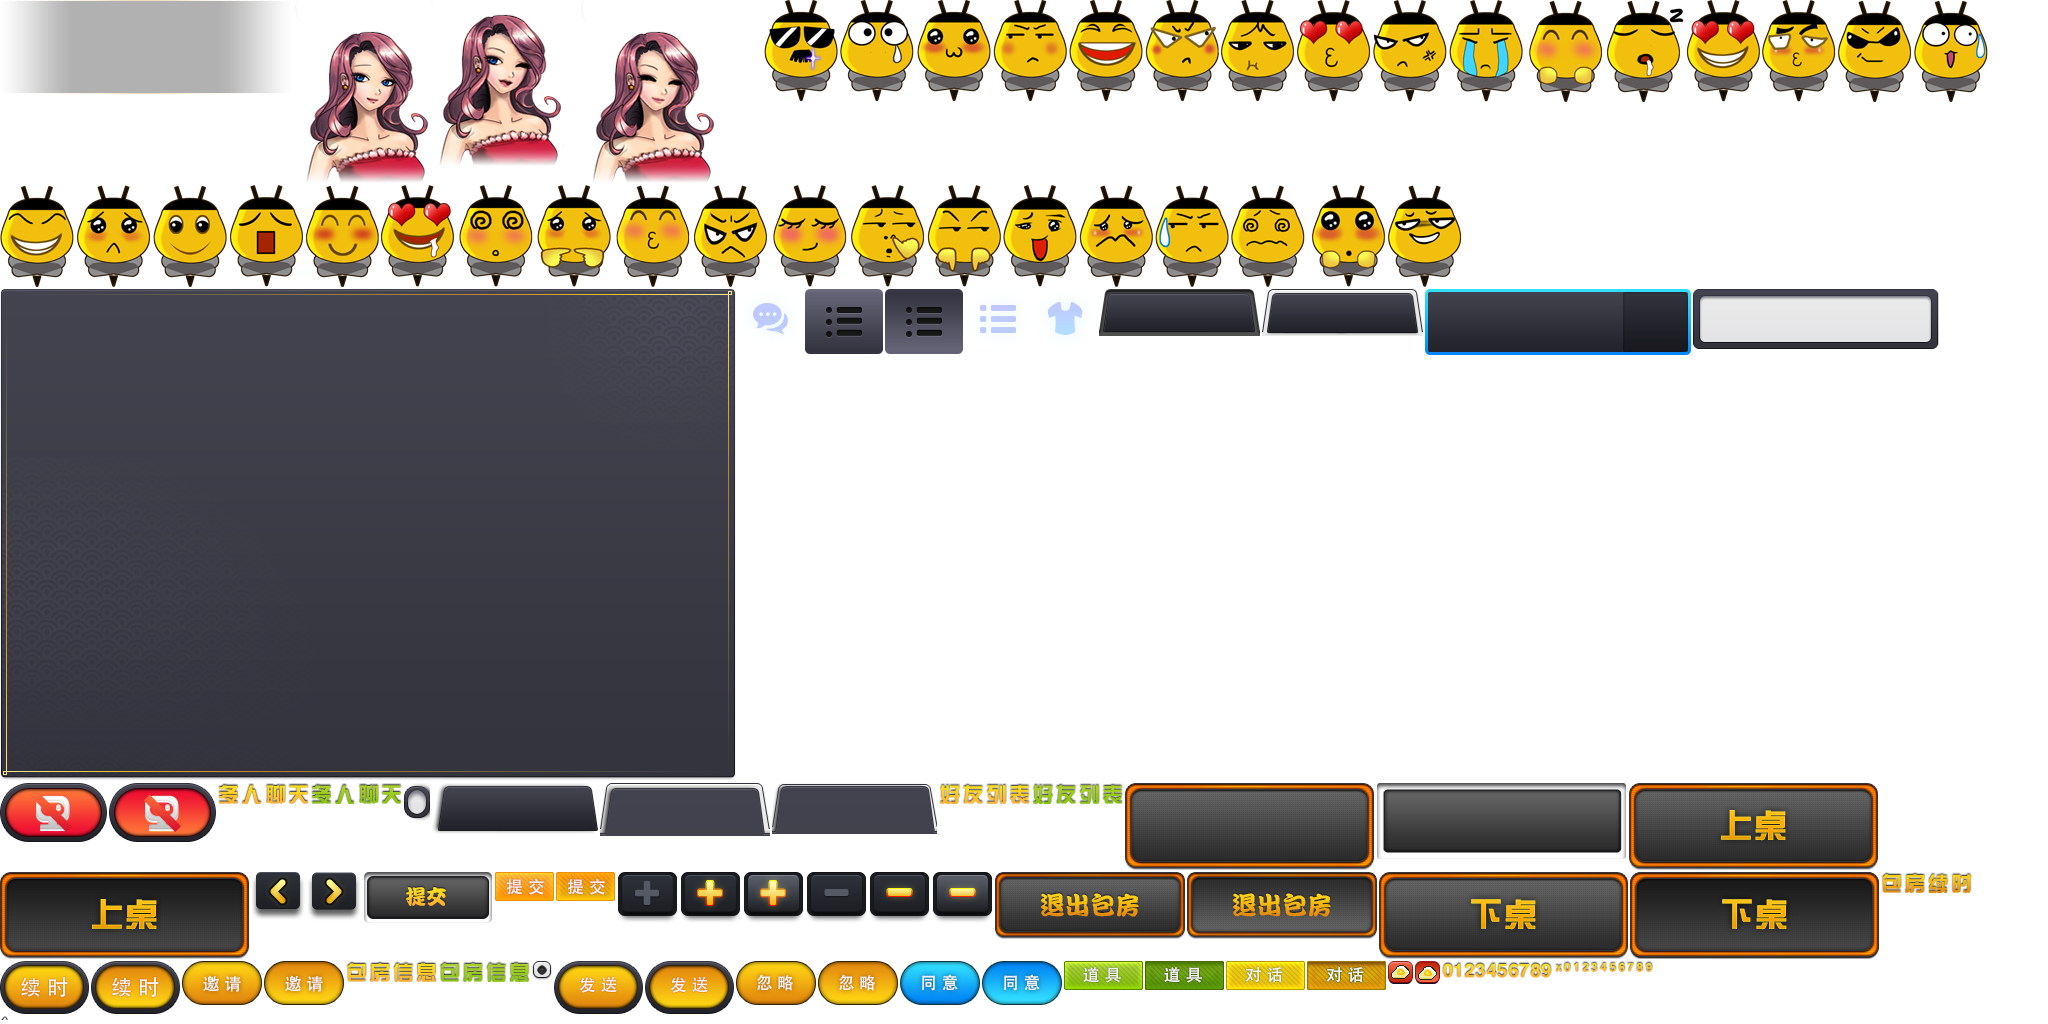 多人聊天 多人聊天 好友列表 好友列表 上桌
上桌 提交 提交 提交 退出包房 退出包房 下桌 下桌 包房续时
续时 续时 邀请 邀请 包房信息 包房信息 发送 发送 忽略 忽略 同意 同意 道具 道具 对话 对话 0123456789 x0123456789